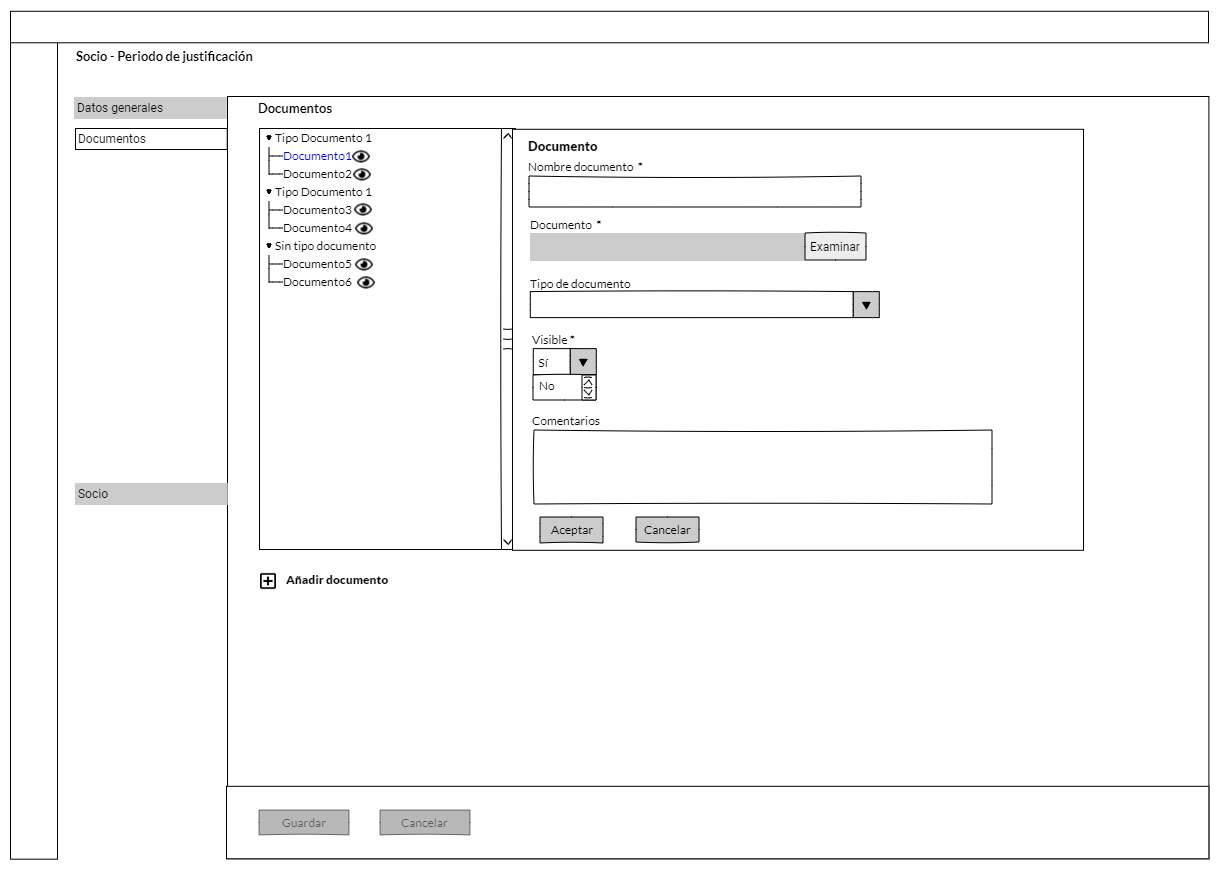 Socio - Periodo de justificación
Datos generales
Documentos
Socio
Documentos
Tipo Documento 1
Documento1
Documento2
Tipo Documento 1
Documento3
Documento4
Sin tipo documento
Documento5
Documento6
Documento
Nombre documento *
Documento *
Examinar
Tipo de documento
Visible *
Sí
No
Comentarios
Aceptar Cancelar
Añadir documento
Guardar Cancelar